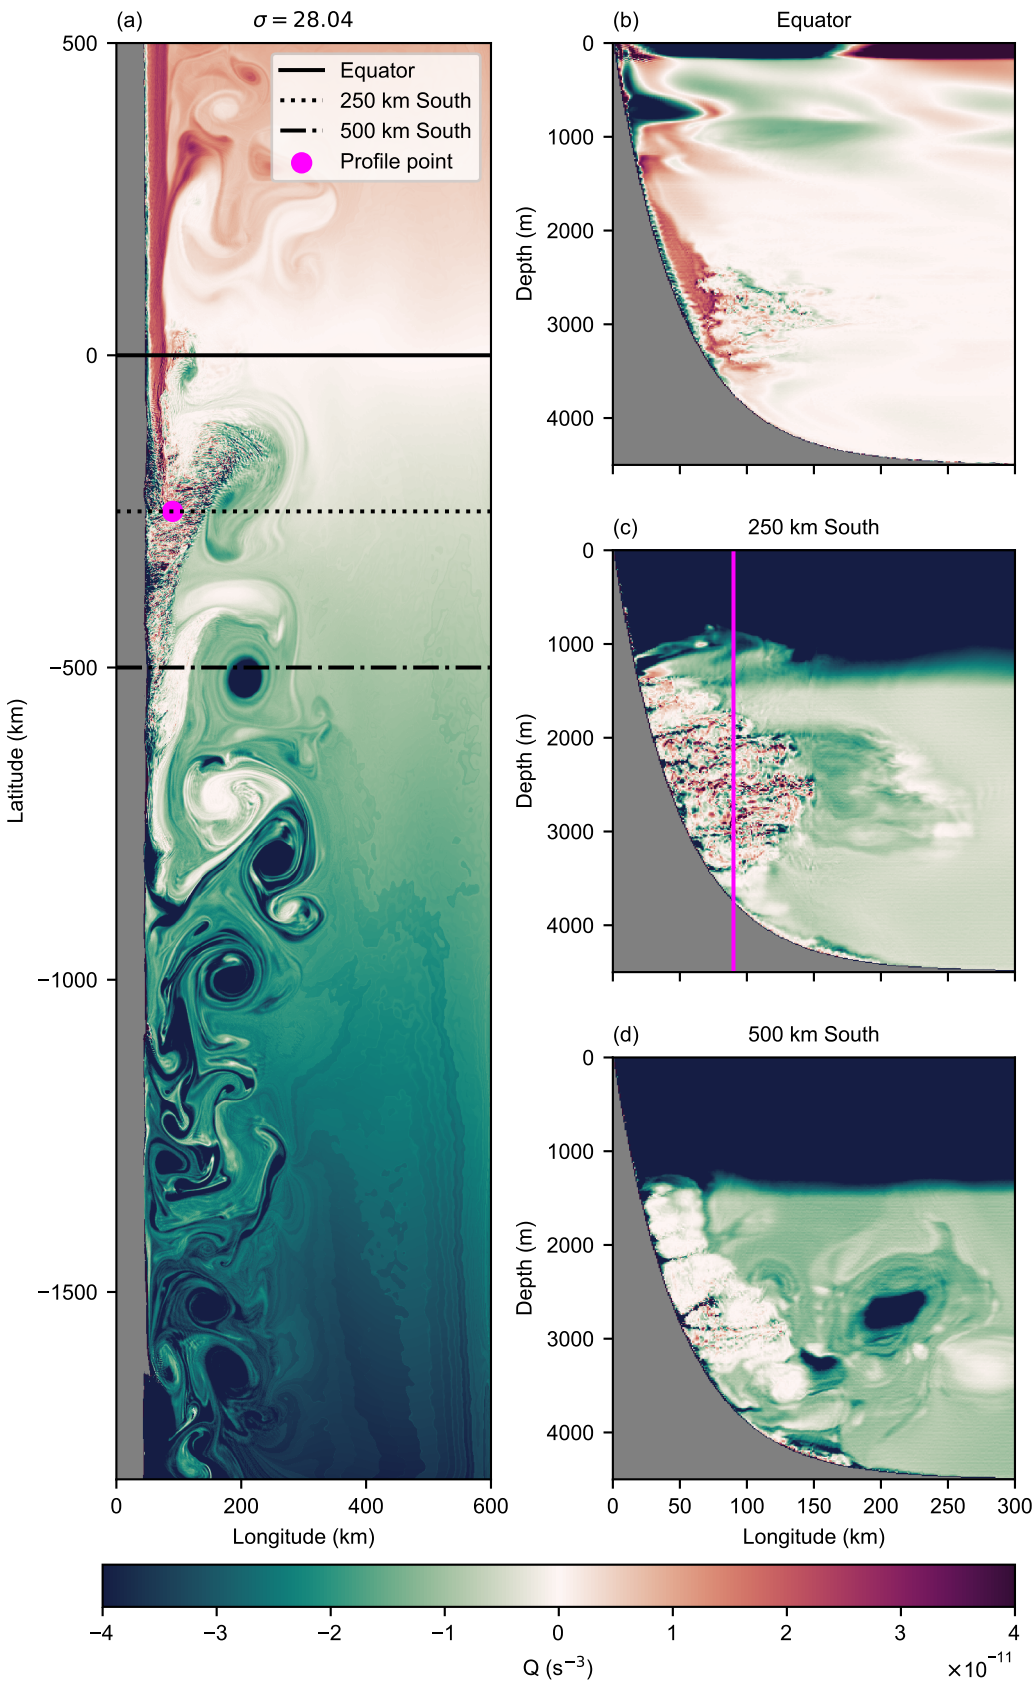 (a) σ = 28.04
500
0
−500
−1000
−1500
Latitude (km)
0 200 400 600
Longitude (km)
Equator
250 km South
500 km South
Profile point
(b) Equator
0
1000
2000
3000
4000
Depth (m)
(c) 250 km South
0
1000
2000
3000
4000
Depth (m)
(d) 500 km South
0
1000
2000
3000
4000
Depth (m)
0 50 100 150 200 250 300
Longitude (km)
−4 −3 −2 −1 0 1 2 3 4
Q (s⁻³)
×10⁻¹¹